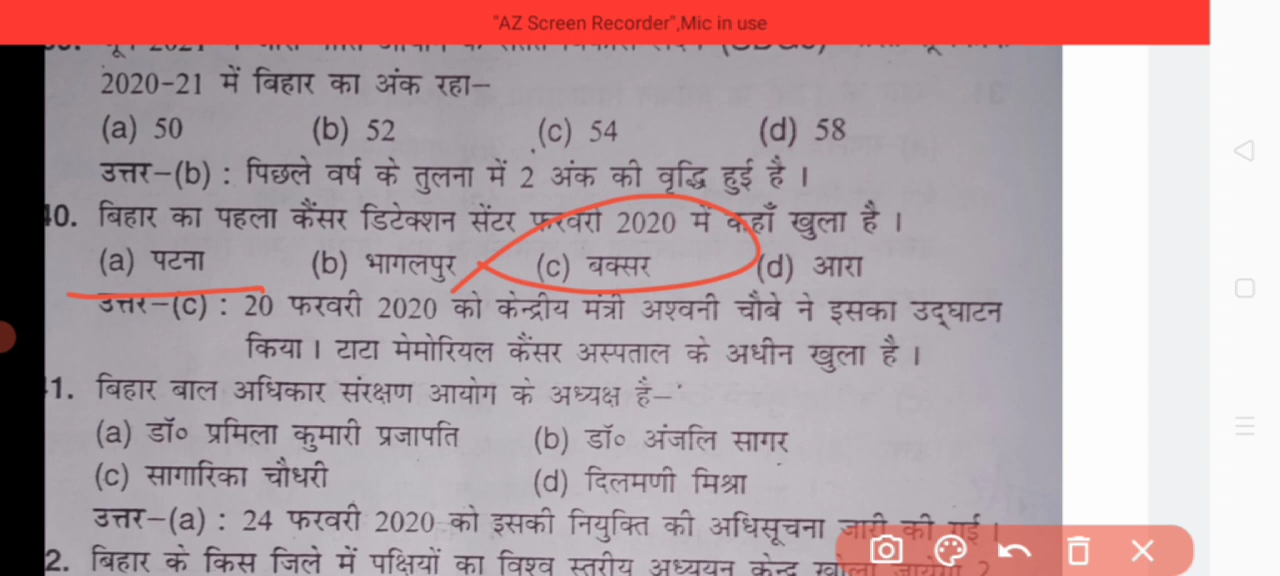 "AZ Screen Recorder",Mic in use
2020-21 में बिहार का अंक रहा–
(a) 50 (b) 52 (c) 54 (d) 58
उत्तर–(b) : पिछले वर्ष के तुलना में 2 अंक की वृद्धि हुई है ।
40. बिहार का पहला कैंसर डिटेक्शन सेंटर फरवरी 2020 में कहाँ खुला है ।
(a) पटना (b) भागलपुर (c) बक्सर (d) आरा
उत्तर–(c) : 20 फरवरी 2020 को केन्द्रीय मंत्री अश्वनी चौबे ने इसका उद्घाटन
किया । टाटा मेमोरियल कैंसर अस्पताल के अधीन खुला है ।
41. बिहार बाल अधिकार संरक्षण आयोग के अध्यक्ष हैं–
(a) डॉ० प्रमिला कुमारी प्रजापति (b) डॉ० अंजलि सागर
(c) सागारिका चौधरी (d) दिलमणी मिश्रा
उत्तर–(a) : 24 फरवरी 2020 को इसकी नियुक्ति की अधिसूचना जारी की गई ।
2. बिहार के किस जिले में पक्षियों का विश्व स्तरीय अध्ययन केन्द्र खोला जायेगा ?